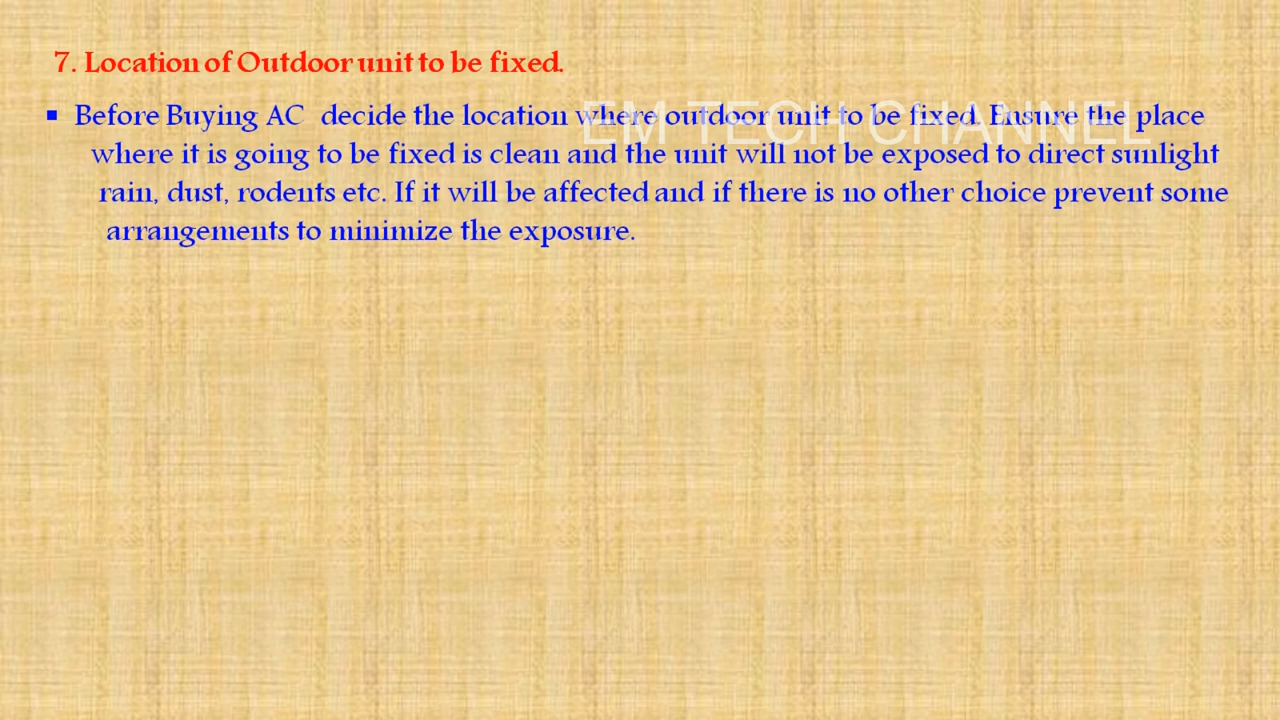 7. Location of Outdoor unit to be fixed.
EM TECH CHANNEL
▪ Before Buying AC decide the location where outdoor unit to be fixed. Ensure the place
where it is going to be fixed is clean and the unit will not be exposed to direct sunlight
rain, dust, rodents etc. If it will be affected and if there is no other choice prevent some
arrangements to minimize the exposure.